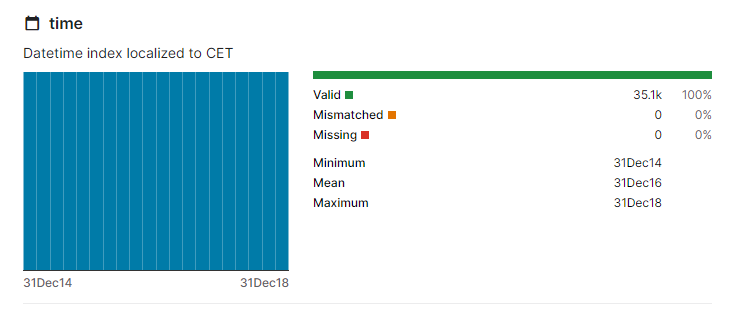 time
Datetime index localized to CET
Valid 35.1k 100%
Mismatched 0 0%
Missing 0 0%
Minimum 31Dec14
Mean 31Dec16
Maximum 31Dec18
31Dec14 31Dec18